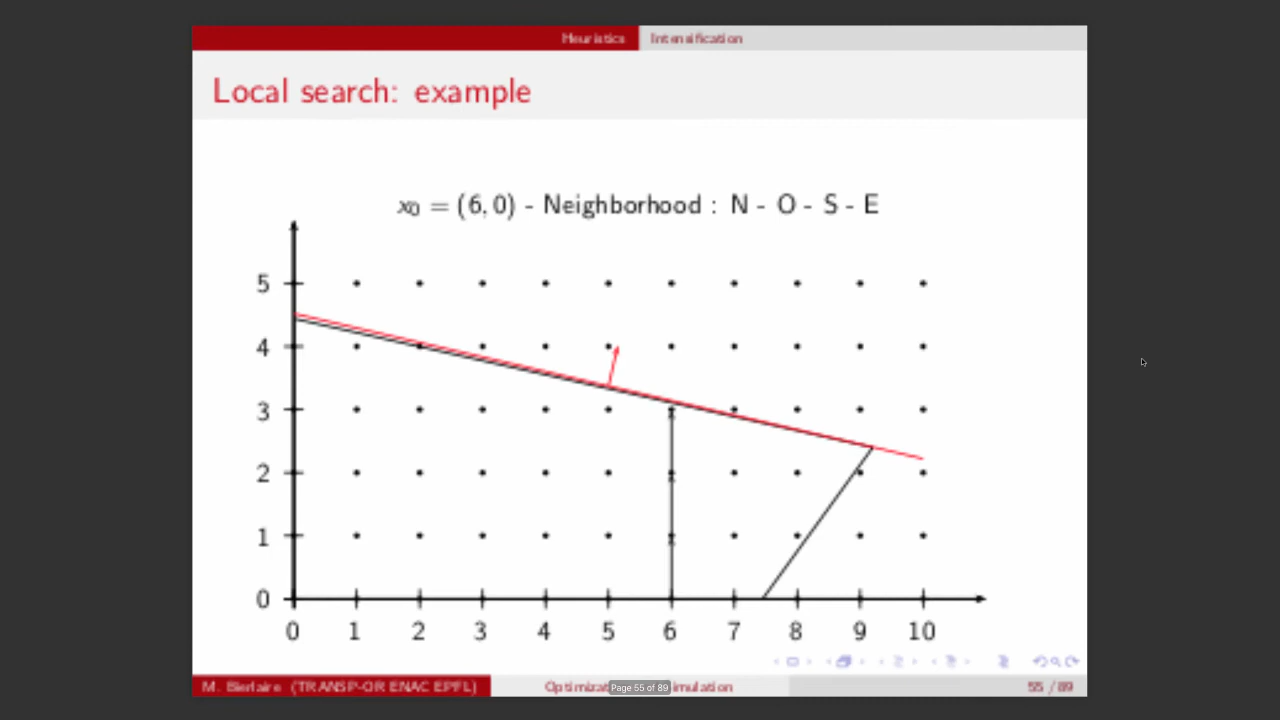 Heuristics Intensification
Local search: example
x0 = (6, 0) - Neighborhood : N - O - S - E
5
4
3
2
1
0
0 1 2 3 4 5 6 7 8 9 10
M. Bierlaire (TRANSP-OR ENAC EPFL) Page 55 of 89 55 / 89